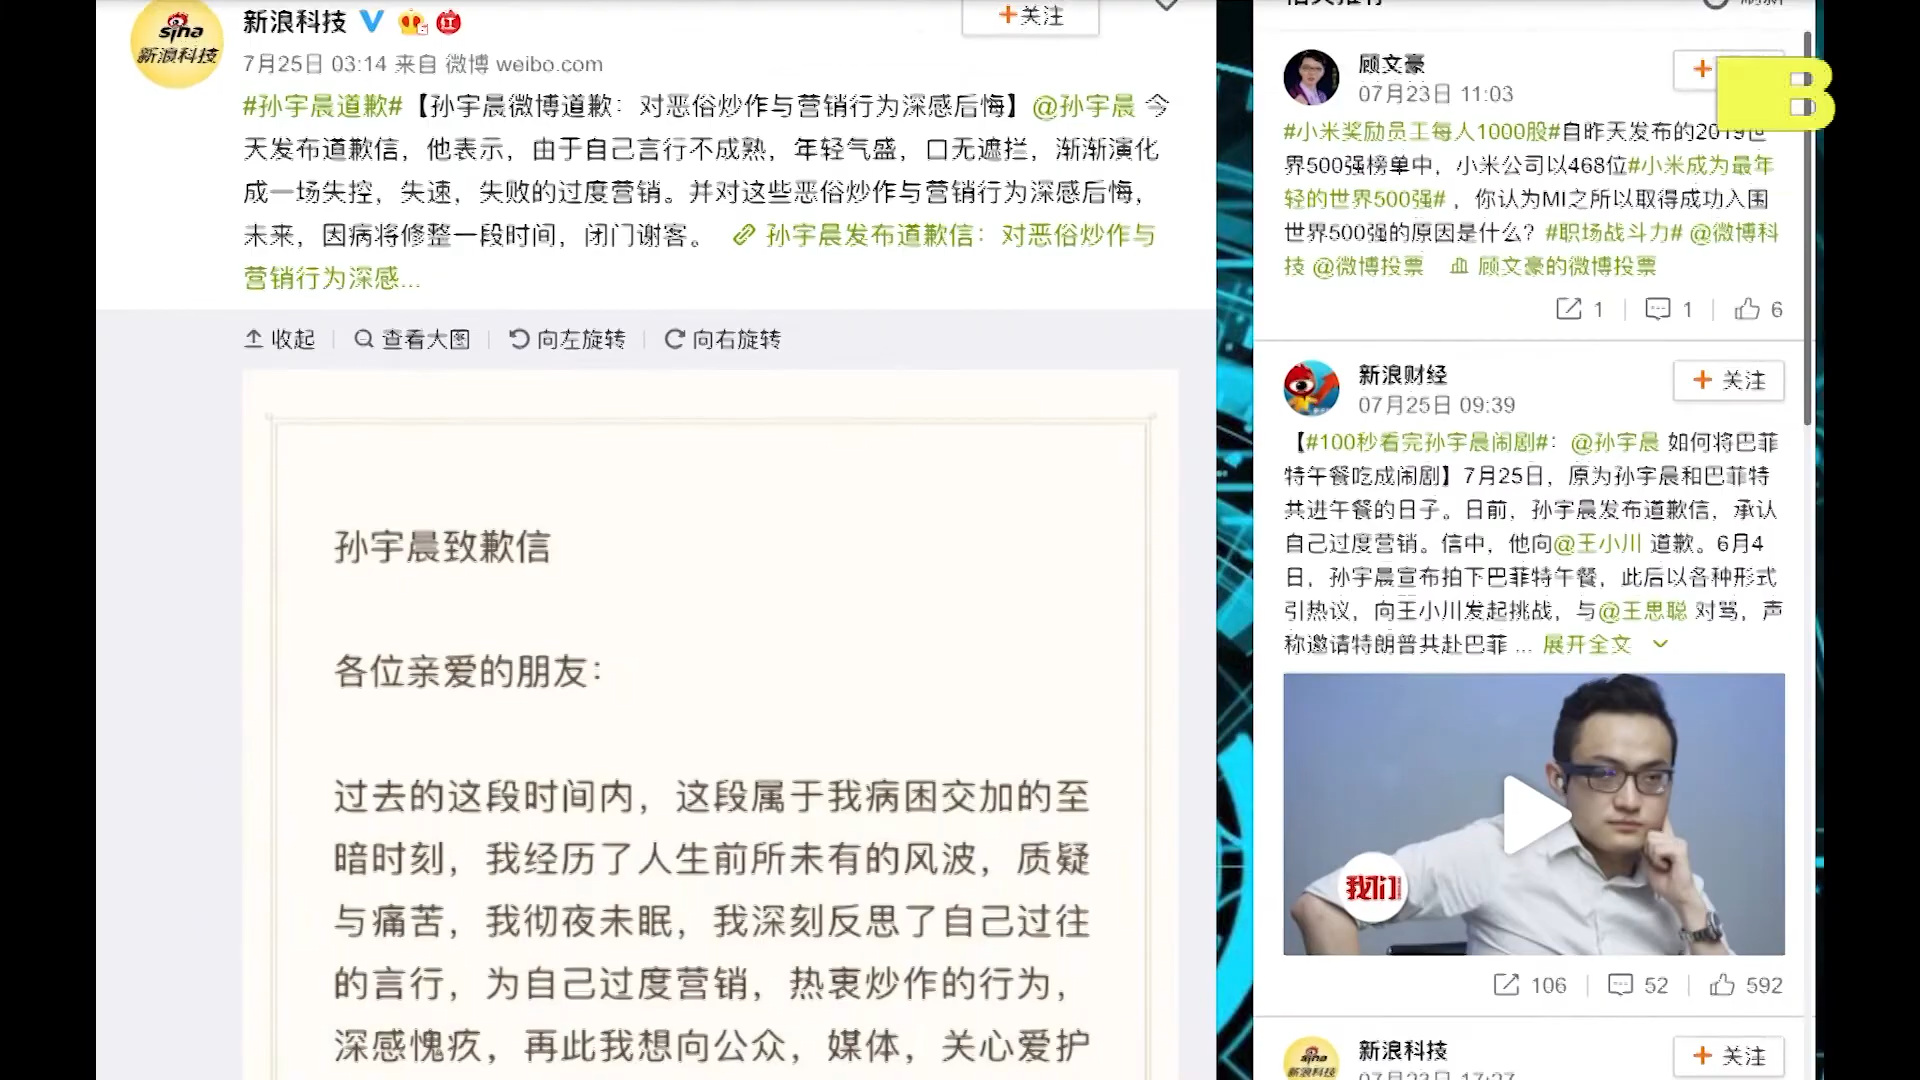 sina
新浪科技
新浪科技
+关注
7月25日 03:14 来自 微博 weibo.com
#孙宇晨道歉#【孙宇晨微博道歉：对恶俗炒作与营销行为深感后悔】@孙宇晨 今
天发布道歉信，他表示，由于自己言行不成熟，年轻气盛，口无遮拦，渐渐演化
成一场失控，失速，失败的过度营销。并对这些恶俗炒作与营销行为深感后悔，
未来，因病将修整一段时间，闭门谢客。 孙宇晨发布道歉信：对恶俗炒作与
营销行为深感...
收起 查看大图 向左旋转 向右旋转
孙宇晨致歉信
各位亲爱的朋友：
过去的这段时间内，这段属于我病困交加的至
暗时刻，我经历了人生前所未有的风波，质疑
与痛苦，我彻夜未眠，我深刻反思了自己过往
的言行，为自己过度营销，热衷炒作的行为，
深感愧疚，再此我想向公众，媒体，关心爱护
顾文豪
07月23日 11:03
+
B
#小米奖励员工每人1000股#自昨天发布的2019世
界500强榜单中，小米公司以468位#小米成为最年
轻的世界500强#，你认为MI之所以取得成功入围
世界500强的原因是什么？#职场战斗力# @微博科
技 @微博投票 顾文豪的微博投票
1 1 6
新浪财经
+ 关注
07月25日 09:39
【#100秒看完孙宇晨闹剧#：@孙宇晨 如何将巴菲
特午餐吃成闹剧】7月25日，原为孙宇晨和巴菲特
共进午餐的日子。日前，孙宇晨发布道歉信，承认
自己过度营销。信中，他向@王小川 道歉。6月4
日，孙宇晨宣布拍下巴菲特午餐，此后以各种形式
引热议，向王小川发起挑战，与@王思聪 对骂，声
称邀请特朗普共赴巴菲 ... 展开全文
我们
106 52 592
sina
新浪科技
新浪科技
+ 关注